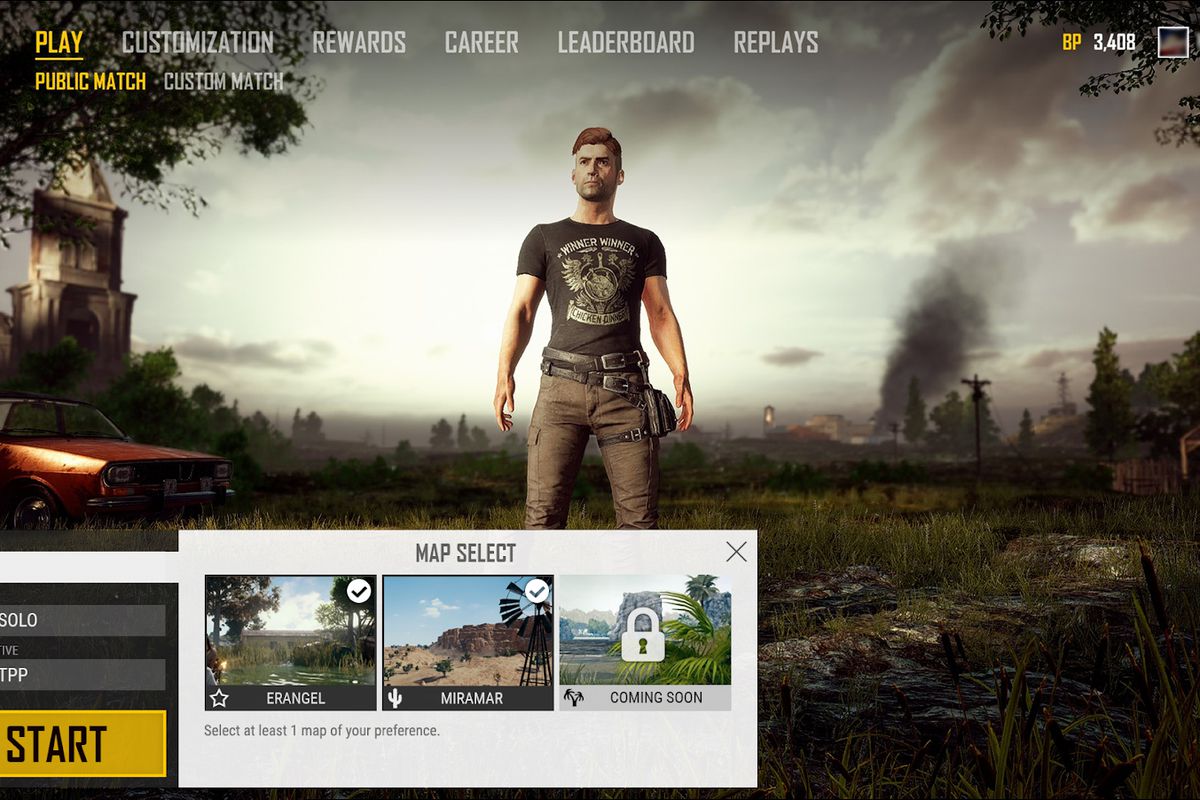 PLAY CUSTOMIZATION REWARDS CAREER LEADERBOARD REPLAYS BP 3,408
PUBLIC MATCH CUSTOM MATCH
WINNER WINNER
CHICKEN DINNER
MAP SELECT
SOLO
TIVE
TPP
START
ERANGEL MIRAMAR COMING SOON
Select at least 1 map of your preference.